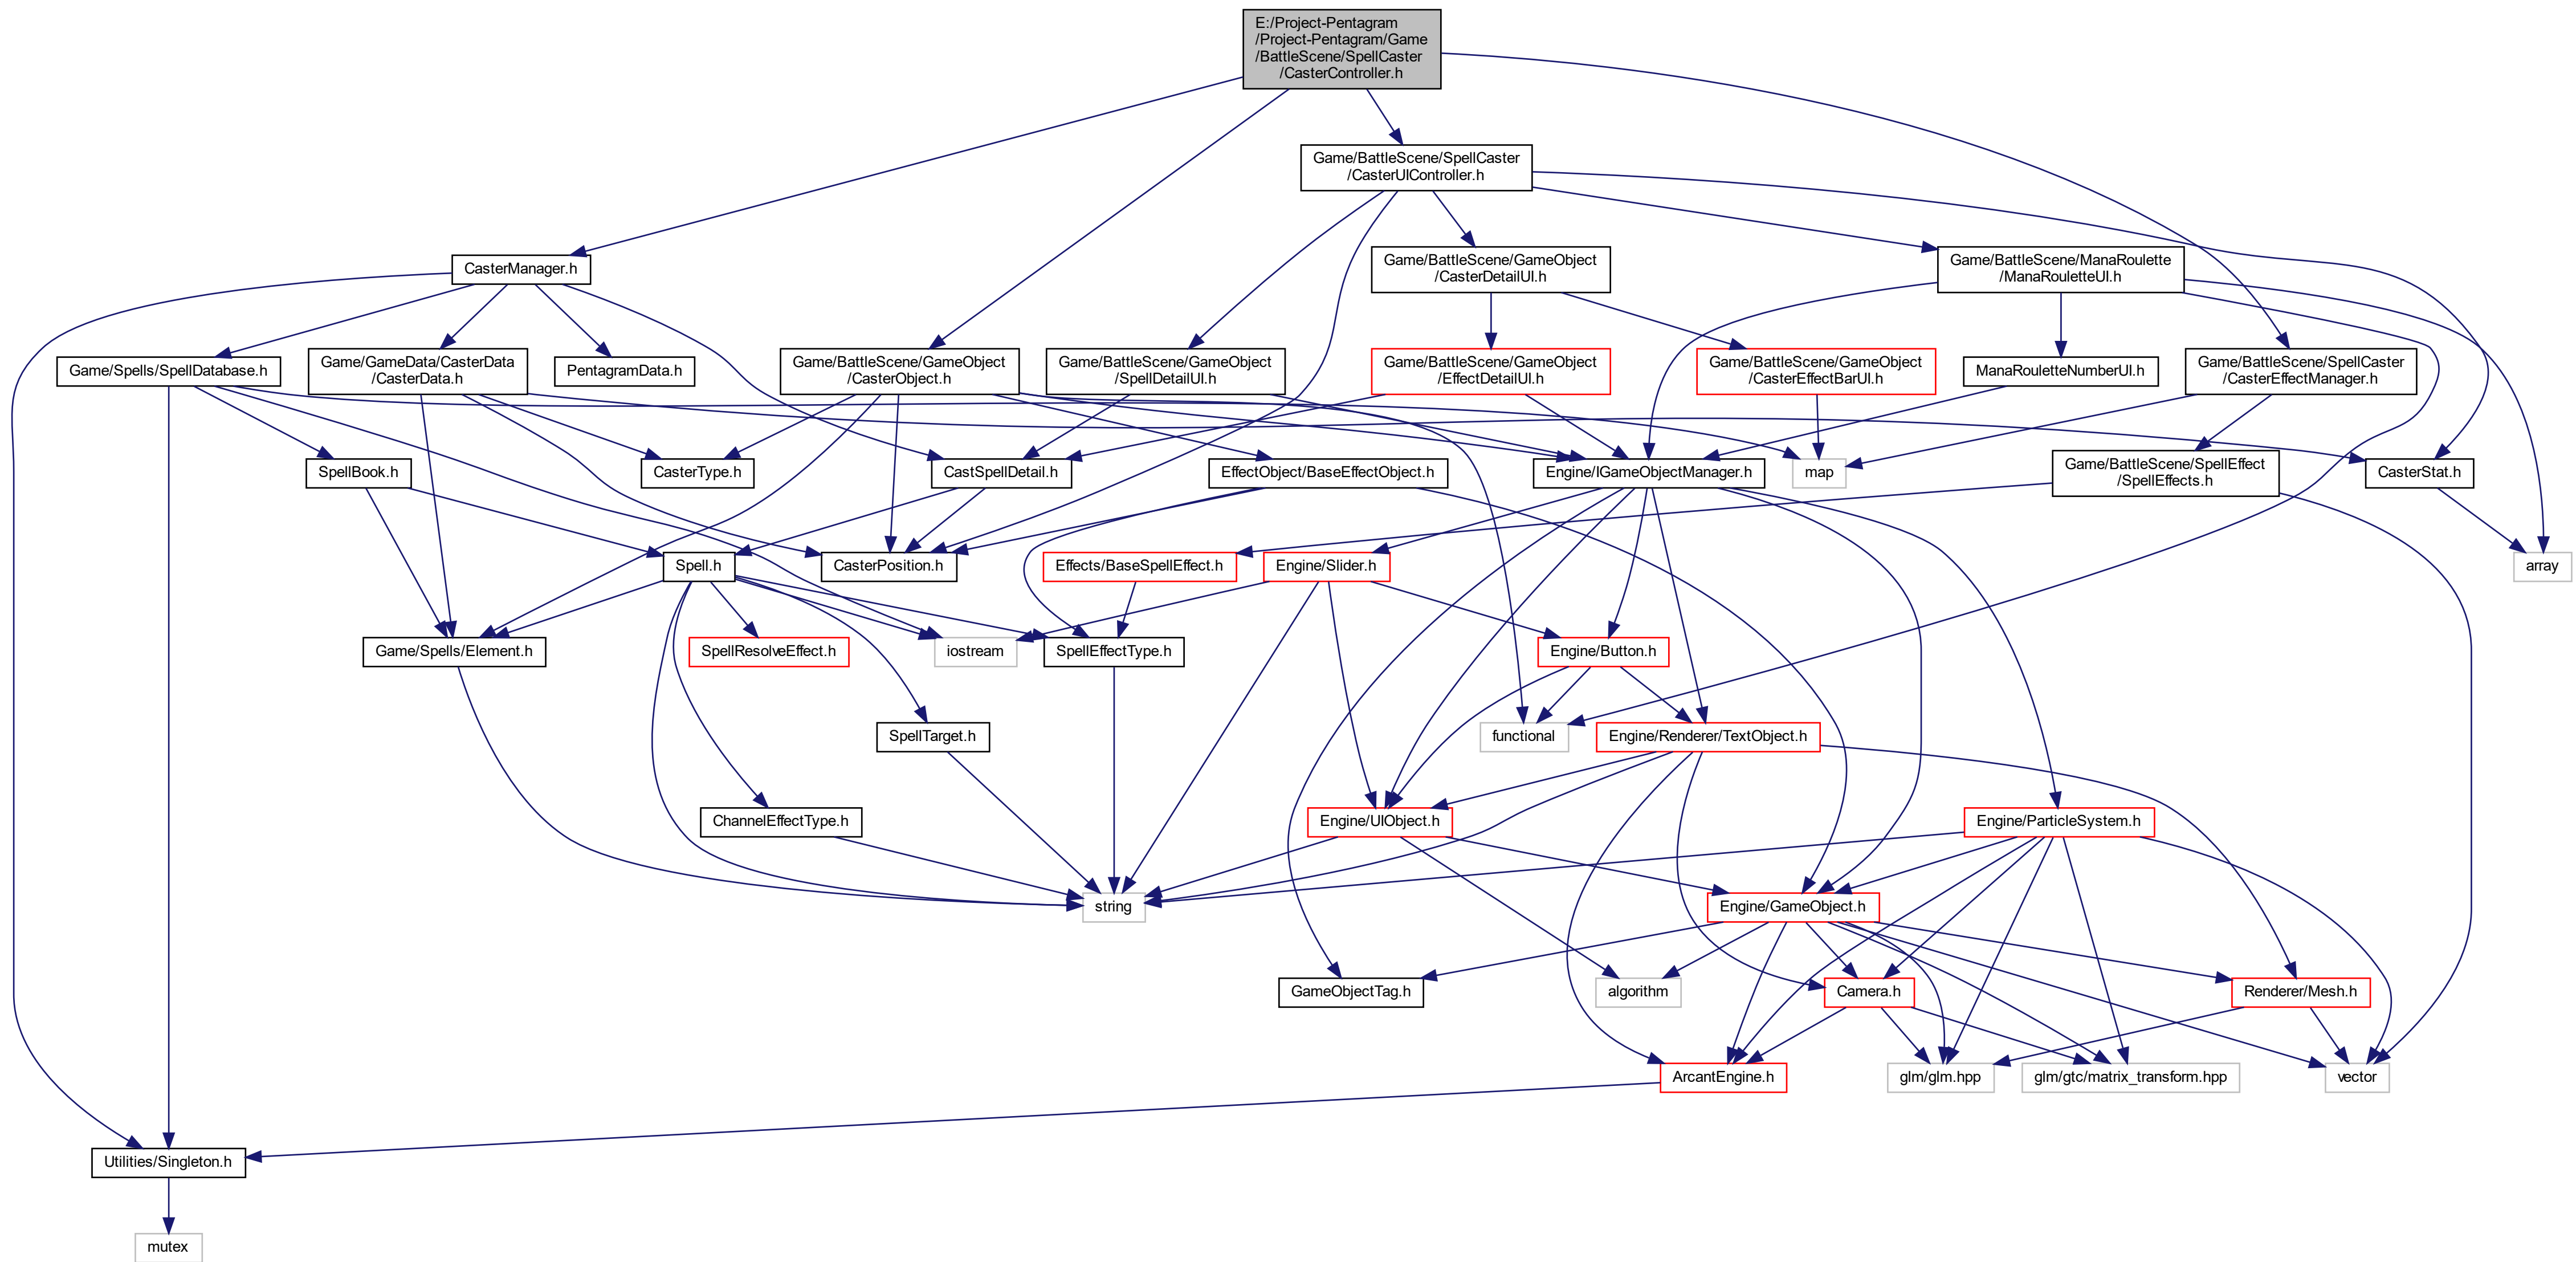 E:/Project-Pentagram
/Project-Pentagram/Game
/BattleScene/SpellCaster
/CasterController.h
Game/BattleScene/SpellCaster
/CasterUIController.h
CasterManager.h
Game/BattleScene/GameObject
/CasterDetailUI.h
Game/BattleScene/ManaRoulette
/ManaRouletteUI.h
Game/Spells/SpellDatabase.h
Game/GameData/CasterData
/CasterData.h
PentagramData.h
Game/BattleScene/GameObject
/CasterObject.h
Game/BattleScene/GameObject
/SpellDetailUI.h
Game/BattleScene/GameObject
/EffectDetailUI.h
Game/BattleScene/GameObject
/CasterEffectBarUI.h
ManaRouletteNumberUI.h
Game/BattleScene/SpellCaster
/CasterEffectManager.h
SpellBook.h
CasterType.h
CastSpellDetail.h
EffectObject/BaseEffectObject.h
Engine/IGameObjectManager.h
map
Game/BattleScene/SpellEffect
/SpellEffects.h
CasterStat.h
Spell.h
CasterPosition.h
Effects/BaseSpellEffect.h
Engine/Slider.h
array
Game/Spells/Element.h
SpellResolveEffect.h
iostream
SpellEffectType.h
Engine/Button.h
SpellTarget.h
functional
Engine/Renderer/TextObject.h
ChannelEffectType.h
Engine/UIObject.h
Engine/ParticleSystem.h
string
Engine/GameObject.h
GameObjectTag.h
algorithm
Camera.h
Renderer/Mesh.h
ArcantEngine.h
glm/glm.hpp
glm/gtc/matrix_transform.hpp
vector
Utilities/Singleton.h
mutex